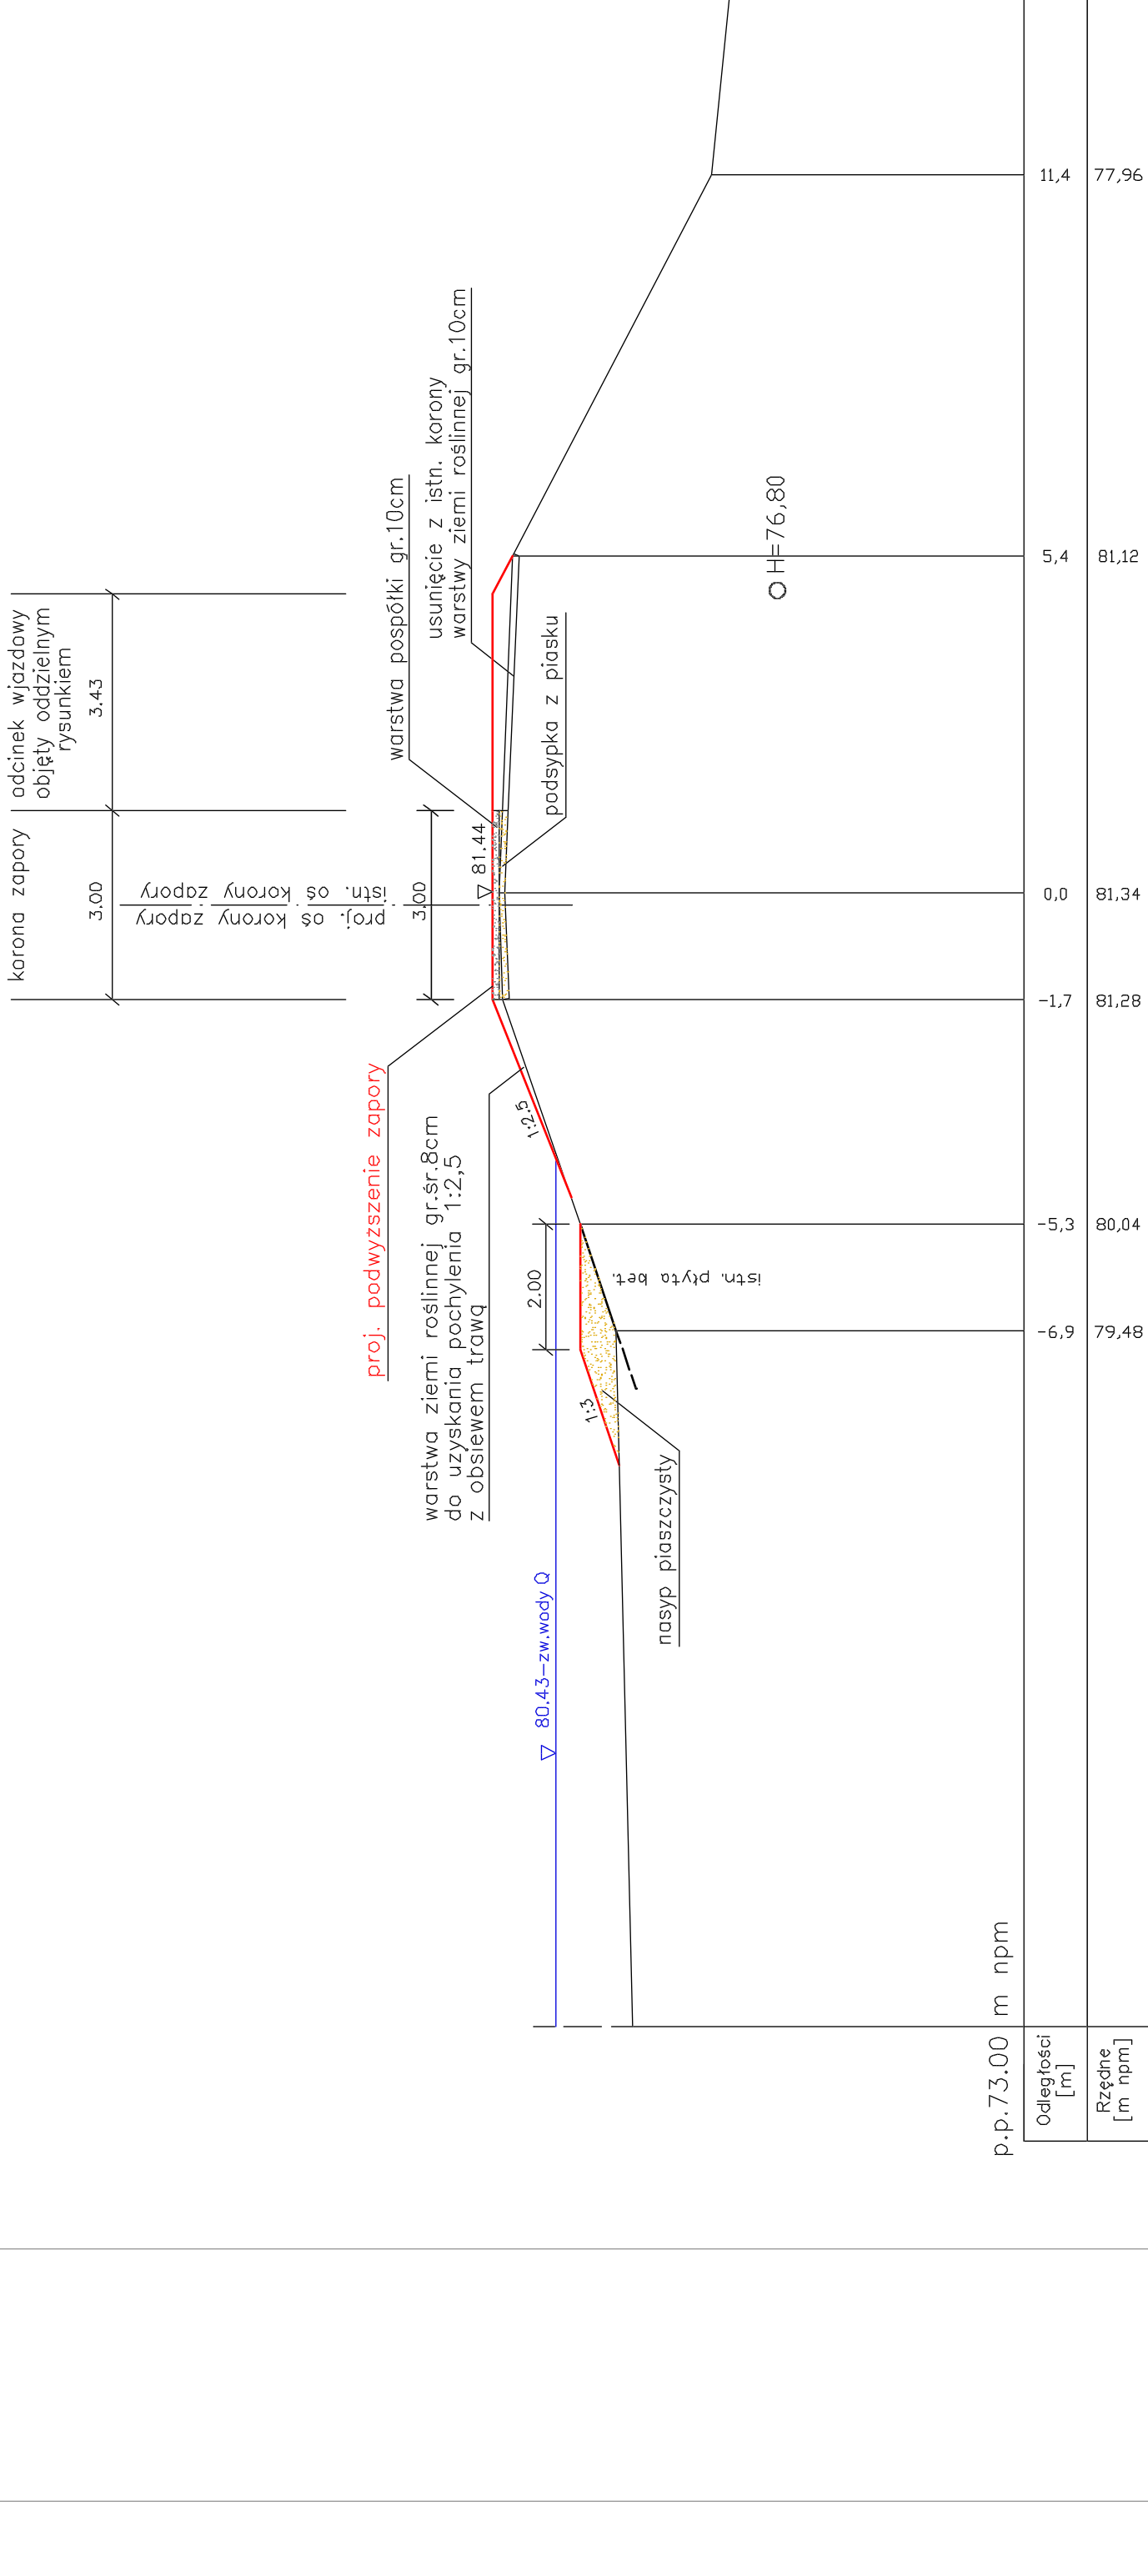 korona zapory
odcinek wjazdowy
objęty oddzielnym
rysunkiem
3.00
3.43
proj. oś korony zapory
istn. oś korony zapory
3.00
81.44
warstwa pospółki gr.10cm
usunięcie z istn. korony
warstwy ziemi roślinnej gr.10cm
podsypka z piasku
proj. podwyzszenie zapory
warstwa ziemi roślinnej gr.śr.8cm
do uzyskania pochylenia 1:2,5
z obsiewem trawą
1:2.5
2.00
istn. płyta bet.
1:3
nasyp piaszczysty
80.43-zw.wody Q
H=76,80
p.p.73.00 m npm
Odległości
[m]
-6,9
-5,3
-1,7
0,0
5,4
11,4
Rzędne
[m npm]
79,48
80,04
81,28
81,34
81,12
77,96